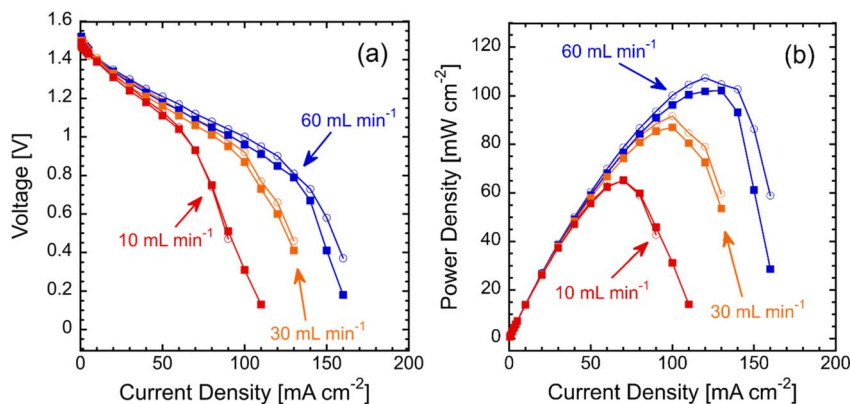 (a)
1.6
1.4
1.2
1.0
0.8
0.6
0.4
0.2
0
Voltage [V]
60 mL min⁻¹
10 mL min⁻¹
30 mL min⁻¹
0 50 100 150 200
Current Density [mA cm⁻²]
(b)
120
100
80
60
40
20
0
Power Density [mW cm⁻²]
60 mL min⁻¹
10 mL min⁻¹
30 mL min⁻¹
0 50 100 150 200
Current Density [mA cm⁻²]